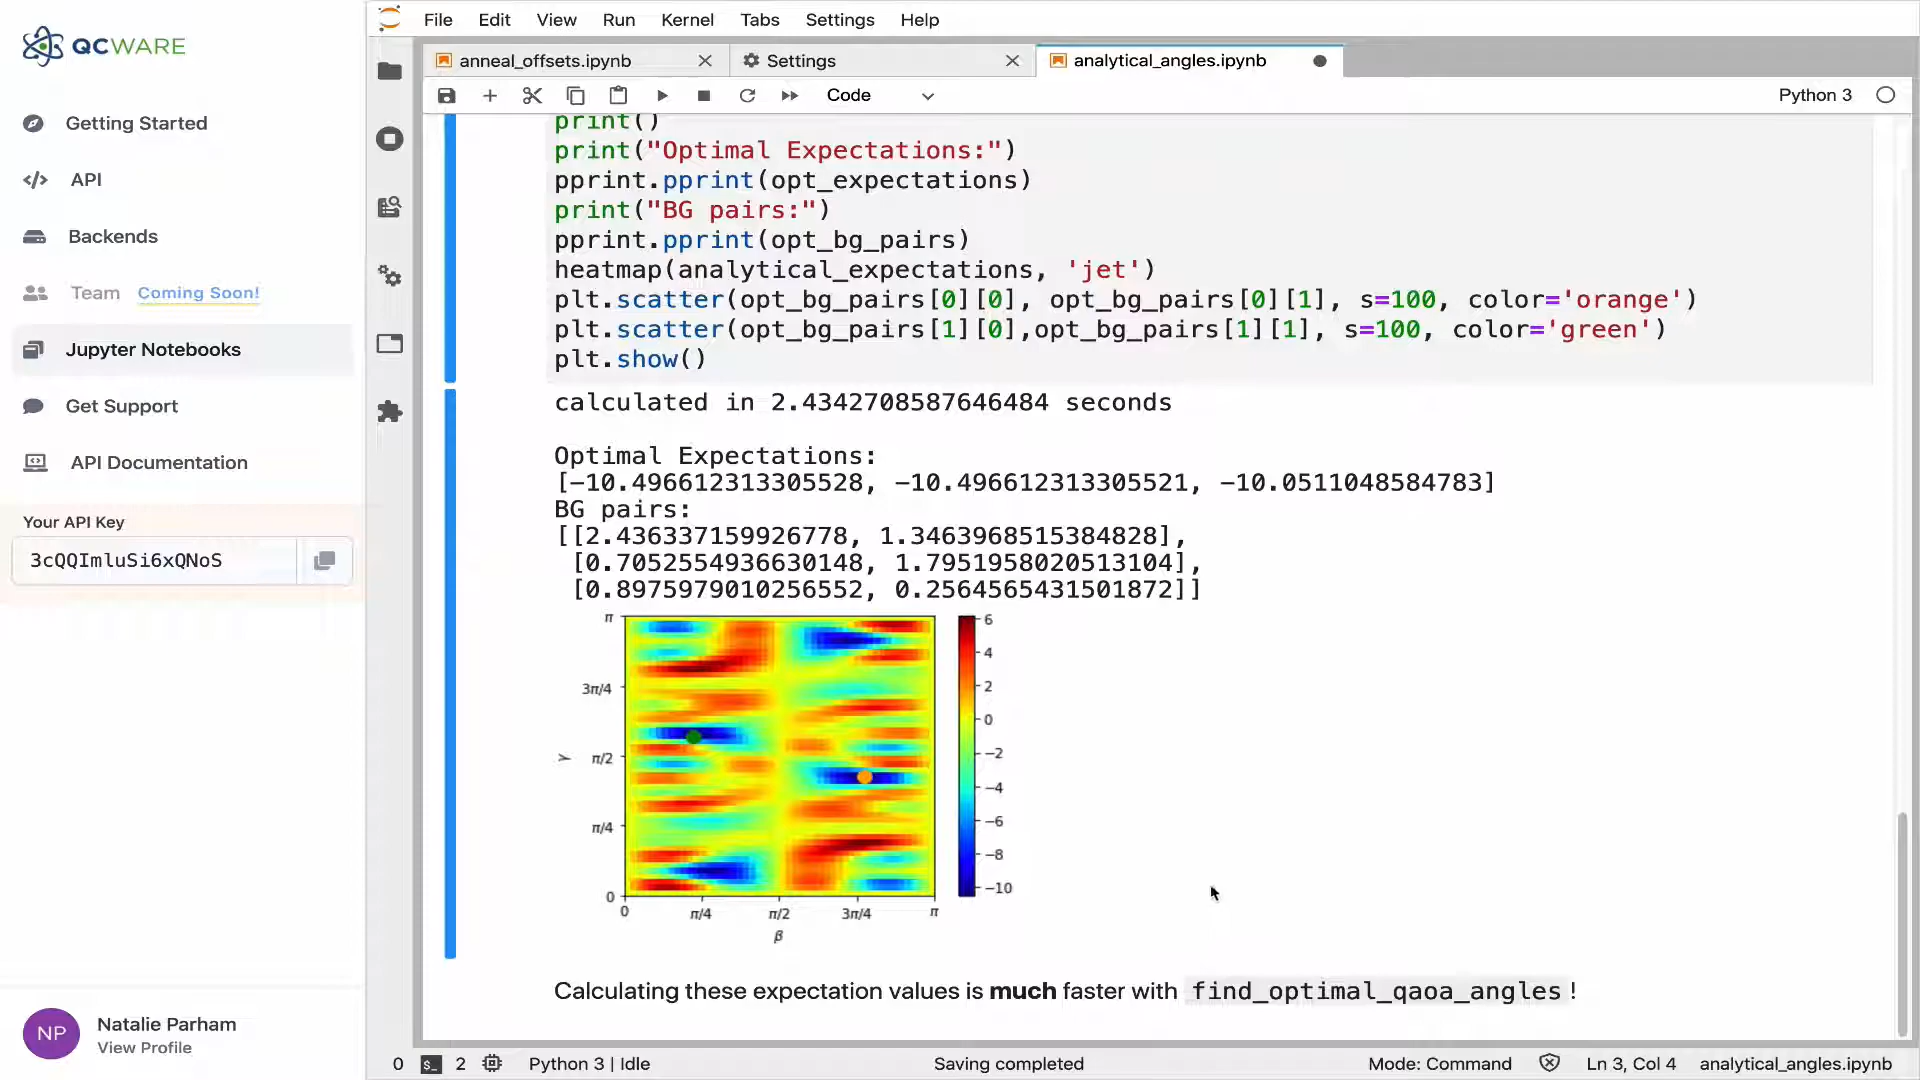 QCWARE
Getting Started
API
Backends
Team Coming Soon!
Jupyter Notebooks
Get Support
API Documentation
Your API Key
3cQQImluSi6xQNoS
NP
Natalie Parham
View Profile
File Edit View Run Kernel Tabs Settings Help
anneal_offsets.ipynb Settings analytical_angles.ipynb
Code Python 3
print()
print("Optimal Expectations:")
pprint.pprint(opt_expectations)
print("BG pairs:")
pprint.pprint(opt_bg_pairs)
heatmap(analytical_expectations, 'jet')
plt.scatter(opt_bg_pairs[0][0], opt_bg_pairs[0][1], s=100, color='orange')
plt.scatter(opt_bg_pairs[1][0],opt_bg_pairs[1][1], s=100, color='green')
plt.show()
calculated in 2.4342708587646484 seconds
Optimal Expectations:
[-10.496612313305528, -10.496612313305521, -10.0511048584783]
BG pairs:
[[2.436337159926778, 1.3463968515384828],
[0.7052554936630148, 1.7951958020513104],
[0.8975979010256552, 0.2564565431501872]]
π
3π/4
γ π/2
π/4
0
0 π/4 π/2 3π/4 π
β
6
4
2
0
−2
−4
−6
−8
−10
Calculating these expectation values is much faster with find_optimal_qaoa_angles !
0 $_ 2 Python 3 | Idle Saving completed Mode: Command Ln 3, Col 4 analytical_angles.ipynb